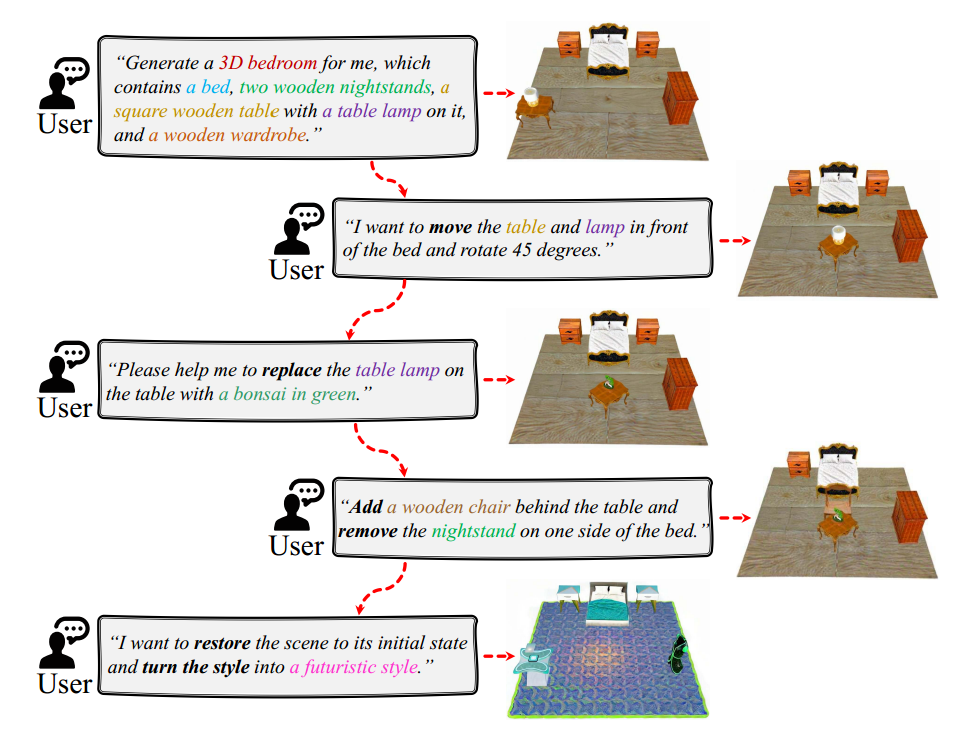 “Generate a 3D bedroom for me, which
contains a bed, two wooden nightstands, a
square wooden table with a table lamp on it,
and a wooden wardrobe.”
User
“I want to move the table and lamp in front
of the bed and rotate 45 degrees.”
User
“Please help me to replace the table lamp on
the table with a bonsai in green.”
User
“Add a wooden chair behind the table and
remove the nightstand on one side of the bed.”
User
“I want to restore the scene to its initial state
and turn the style into a futuristic style.”
User